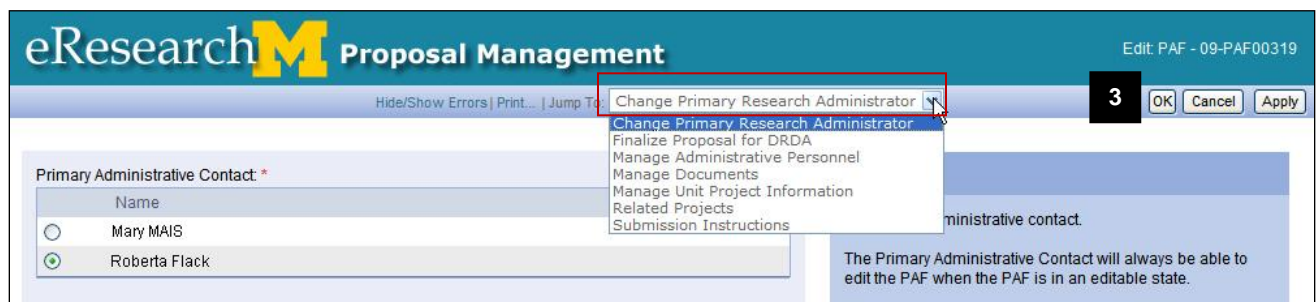 eResearch M Proposal Management
Edit: PAF - 09-PAF00319
Hide/Show Errors | Print... | Jump To: Change Primary Research Administrator
3 OK Cancel Apply
Change Primary Research Administrator
Finalize Proposal for DRDA
Manage Administrative Personnel
Manage Documents
Manage Unit Project Information
Related Projects
Submission Instructions
Primary Administrative Contact: *
Name
Mary MAIS
Roberta Flack
ministrative contact.
The Primary Administrative Contact will always be able to
edit the PAF when the PAF is in an editable state.